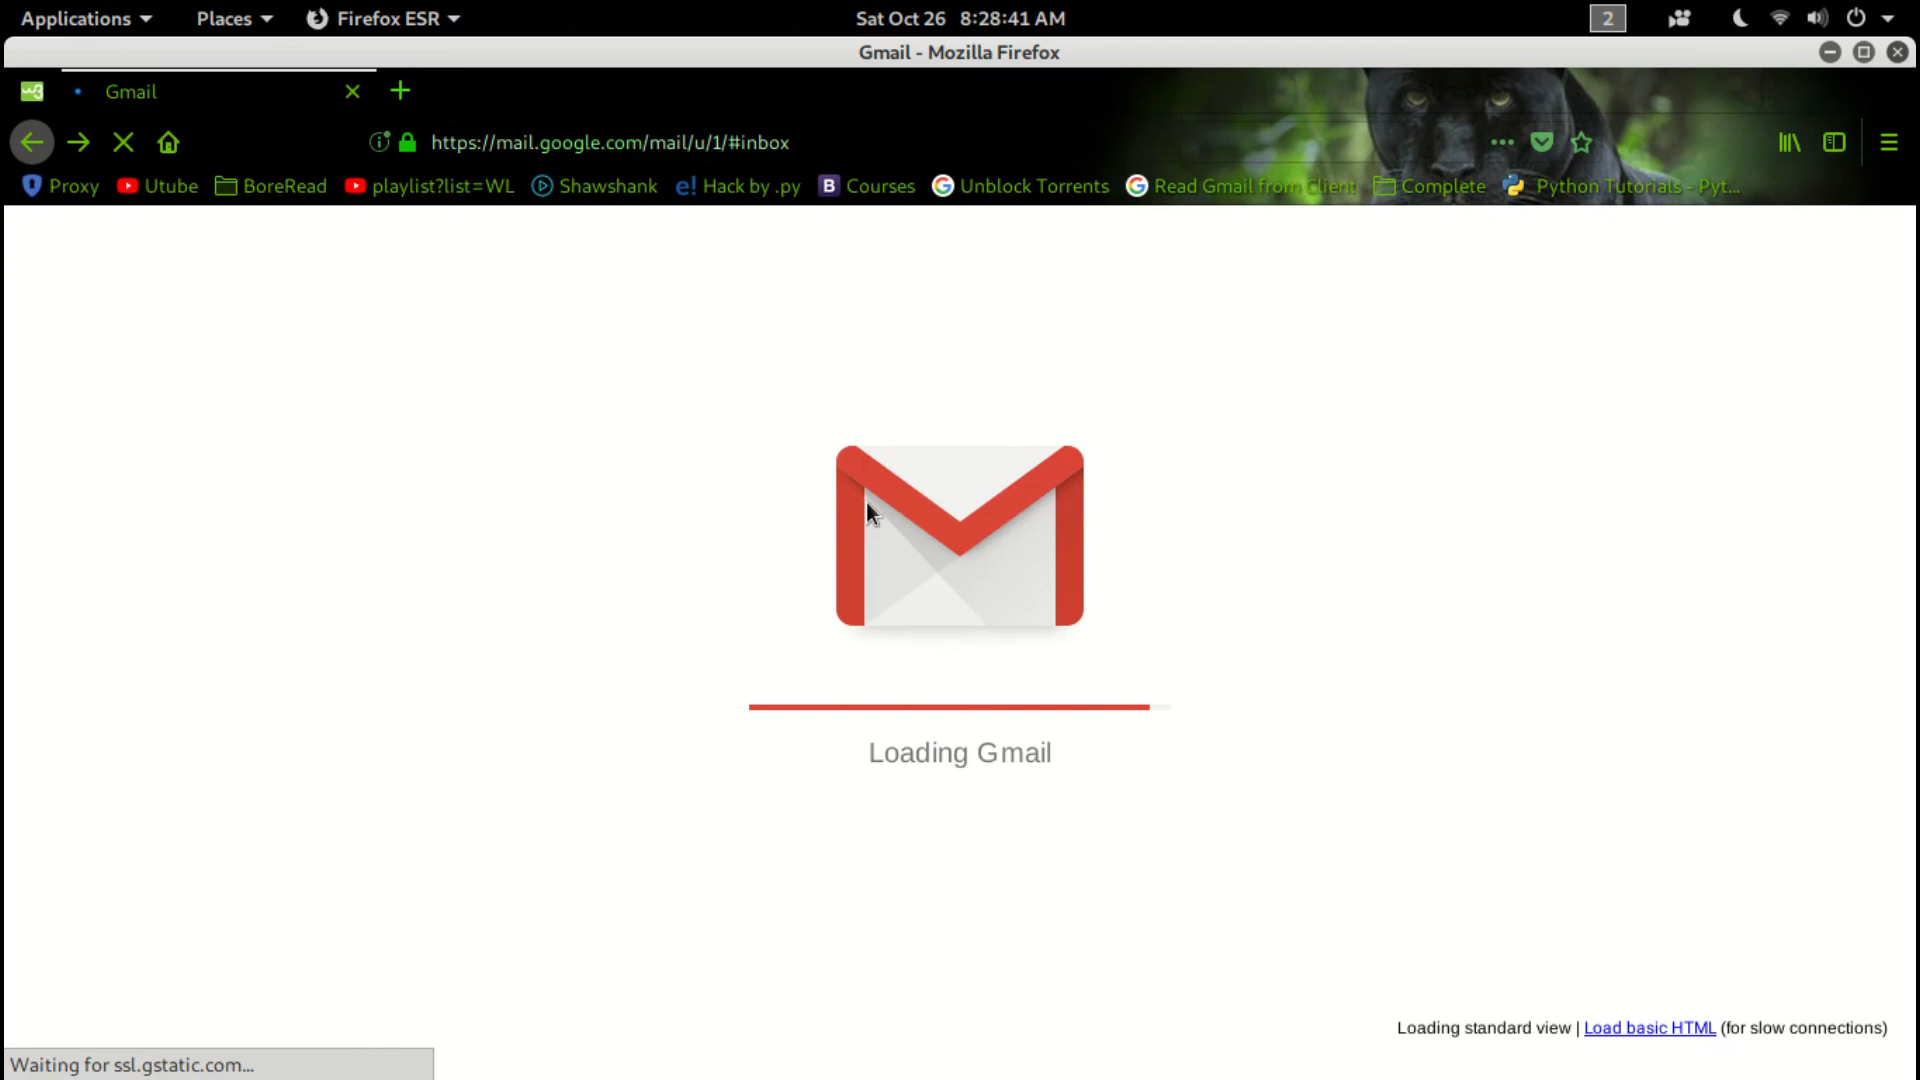 Applications Places Firefox ESR Sat Oct 26 8:28:41 AM 2
Gmail - Mozilla Firefox
Gmail
https://mail.google.com/mail/u/1/#inbox
Proxy Utube BoreRead playlist?list=WL Shawshank e! Hack by .py B Courses Unblock Torrents Read Gmail from Client Complete Python Tutorials - Pyt...
Loading Gmail
Loading standard view | Load basic HTML (for slow connections)
Waiting for ssl.gstatic.com...